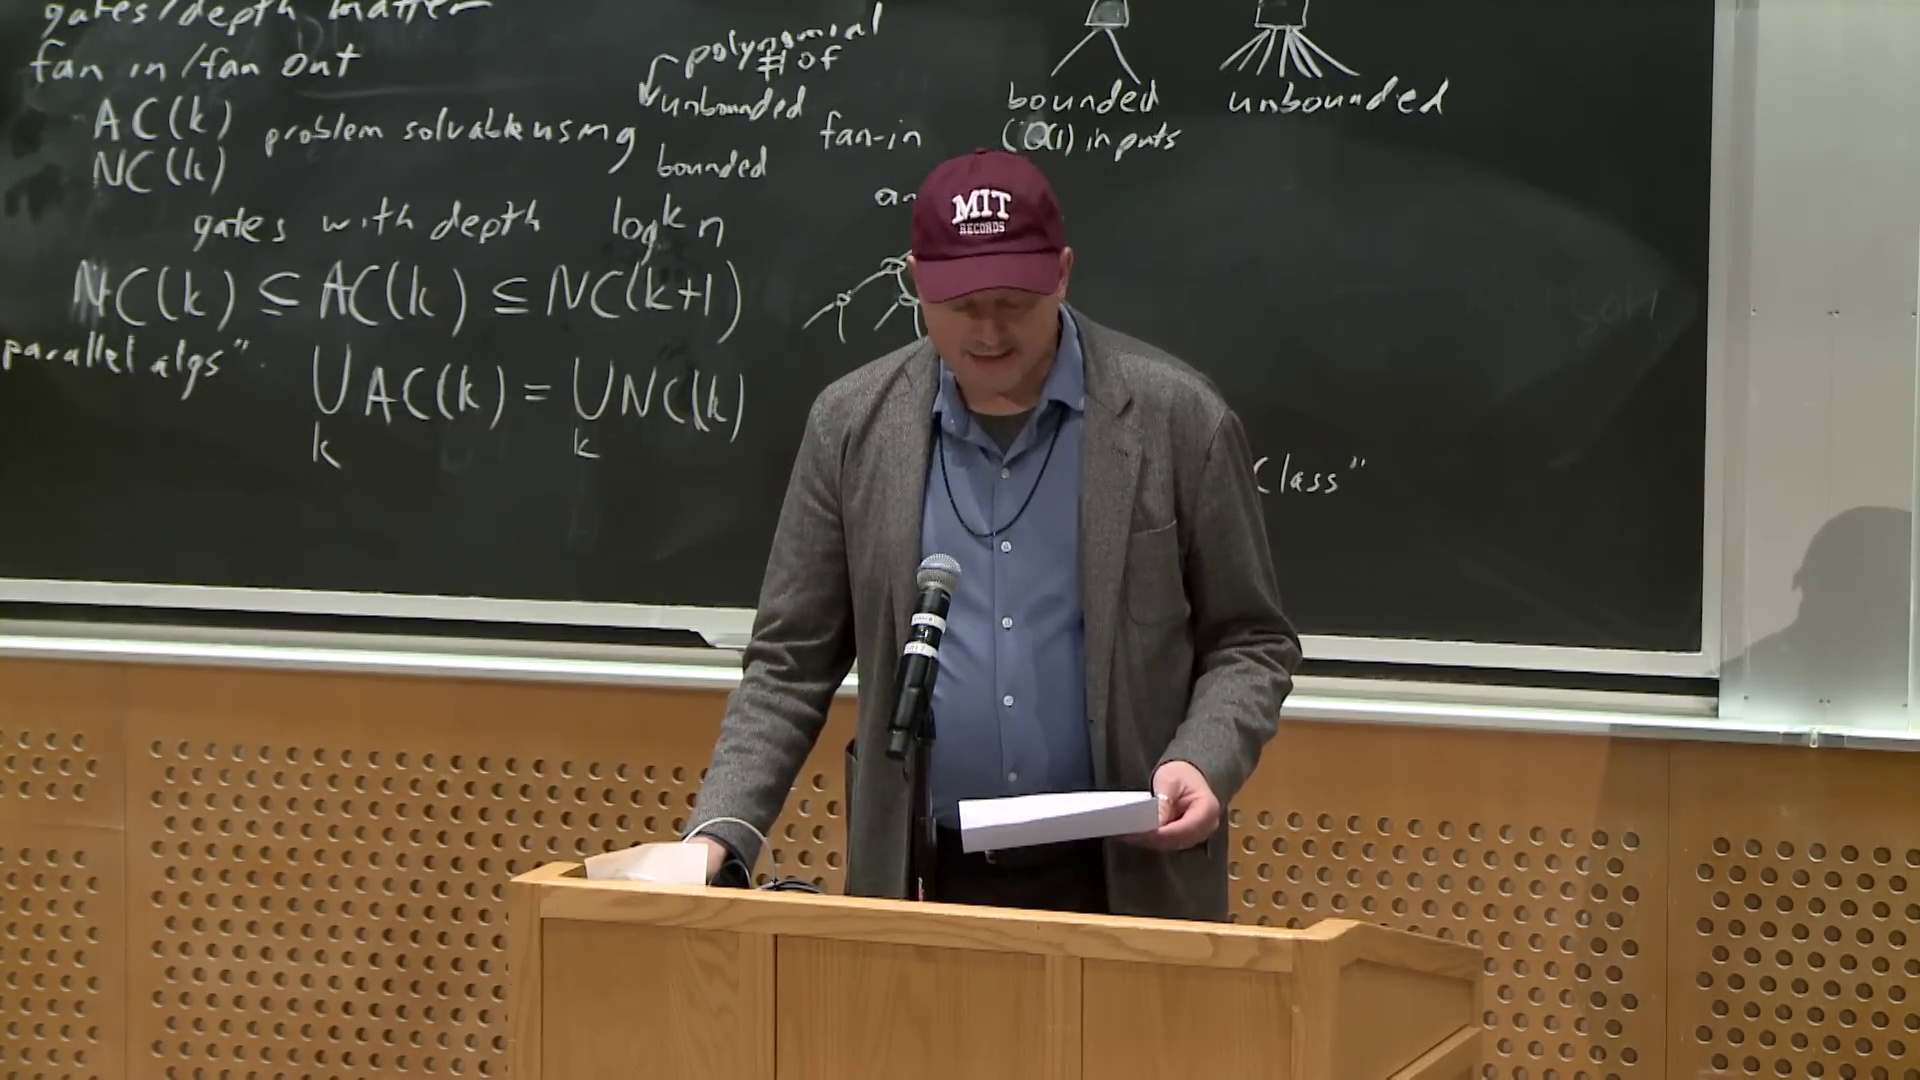 gates/depth matter
fan in/fan out
AC(k)
NC(k)
problem solvable using
polynomial
# of
unbounded
bounded
fan-in
gates with depth log^k n
NC(k) ⊆ AC(k) ⊆ NC(k+1)
parallel algs".
∪ AC(k) = ∪ NC(k)
k k
bounded
(O(1) inputs
unbounded
class"
MIT
RECORDS